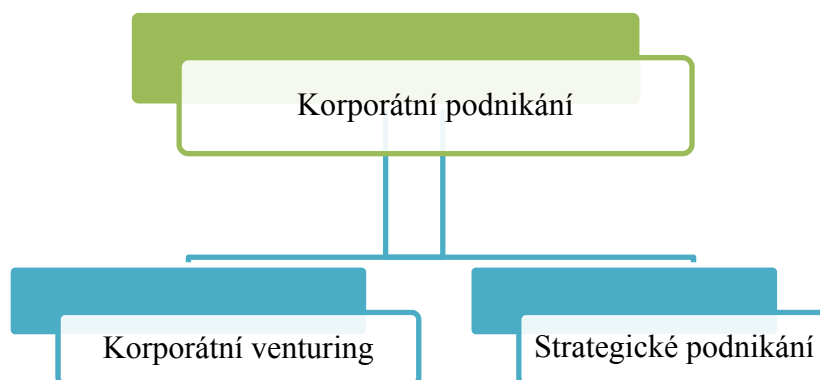 Korporátní podnikání
Korporátní venturing
Strategické podnikání